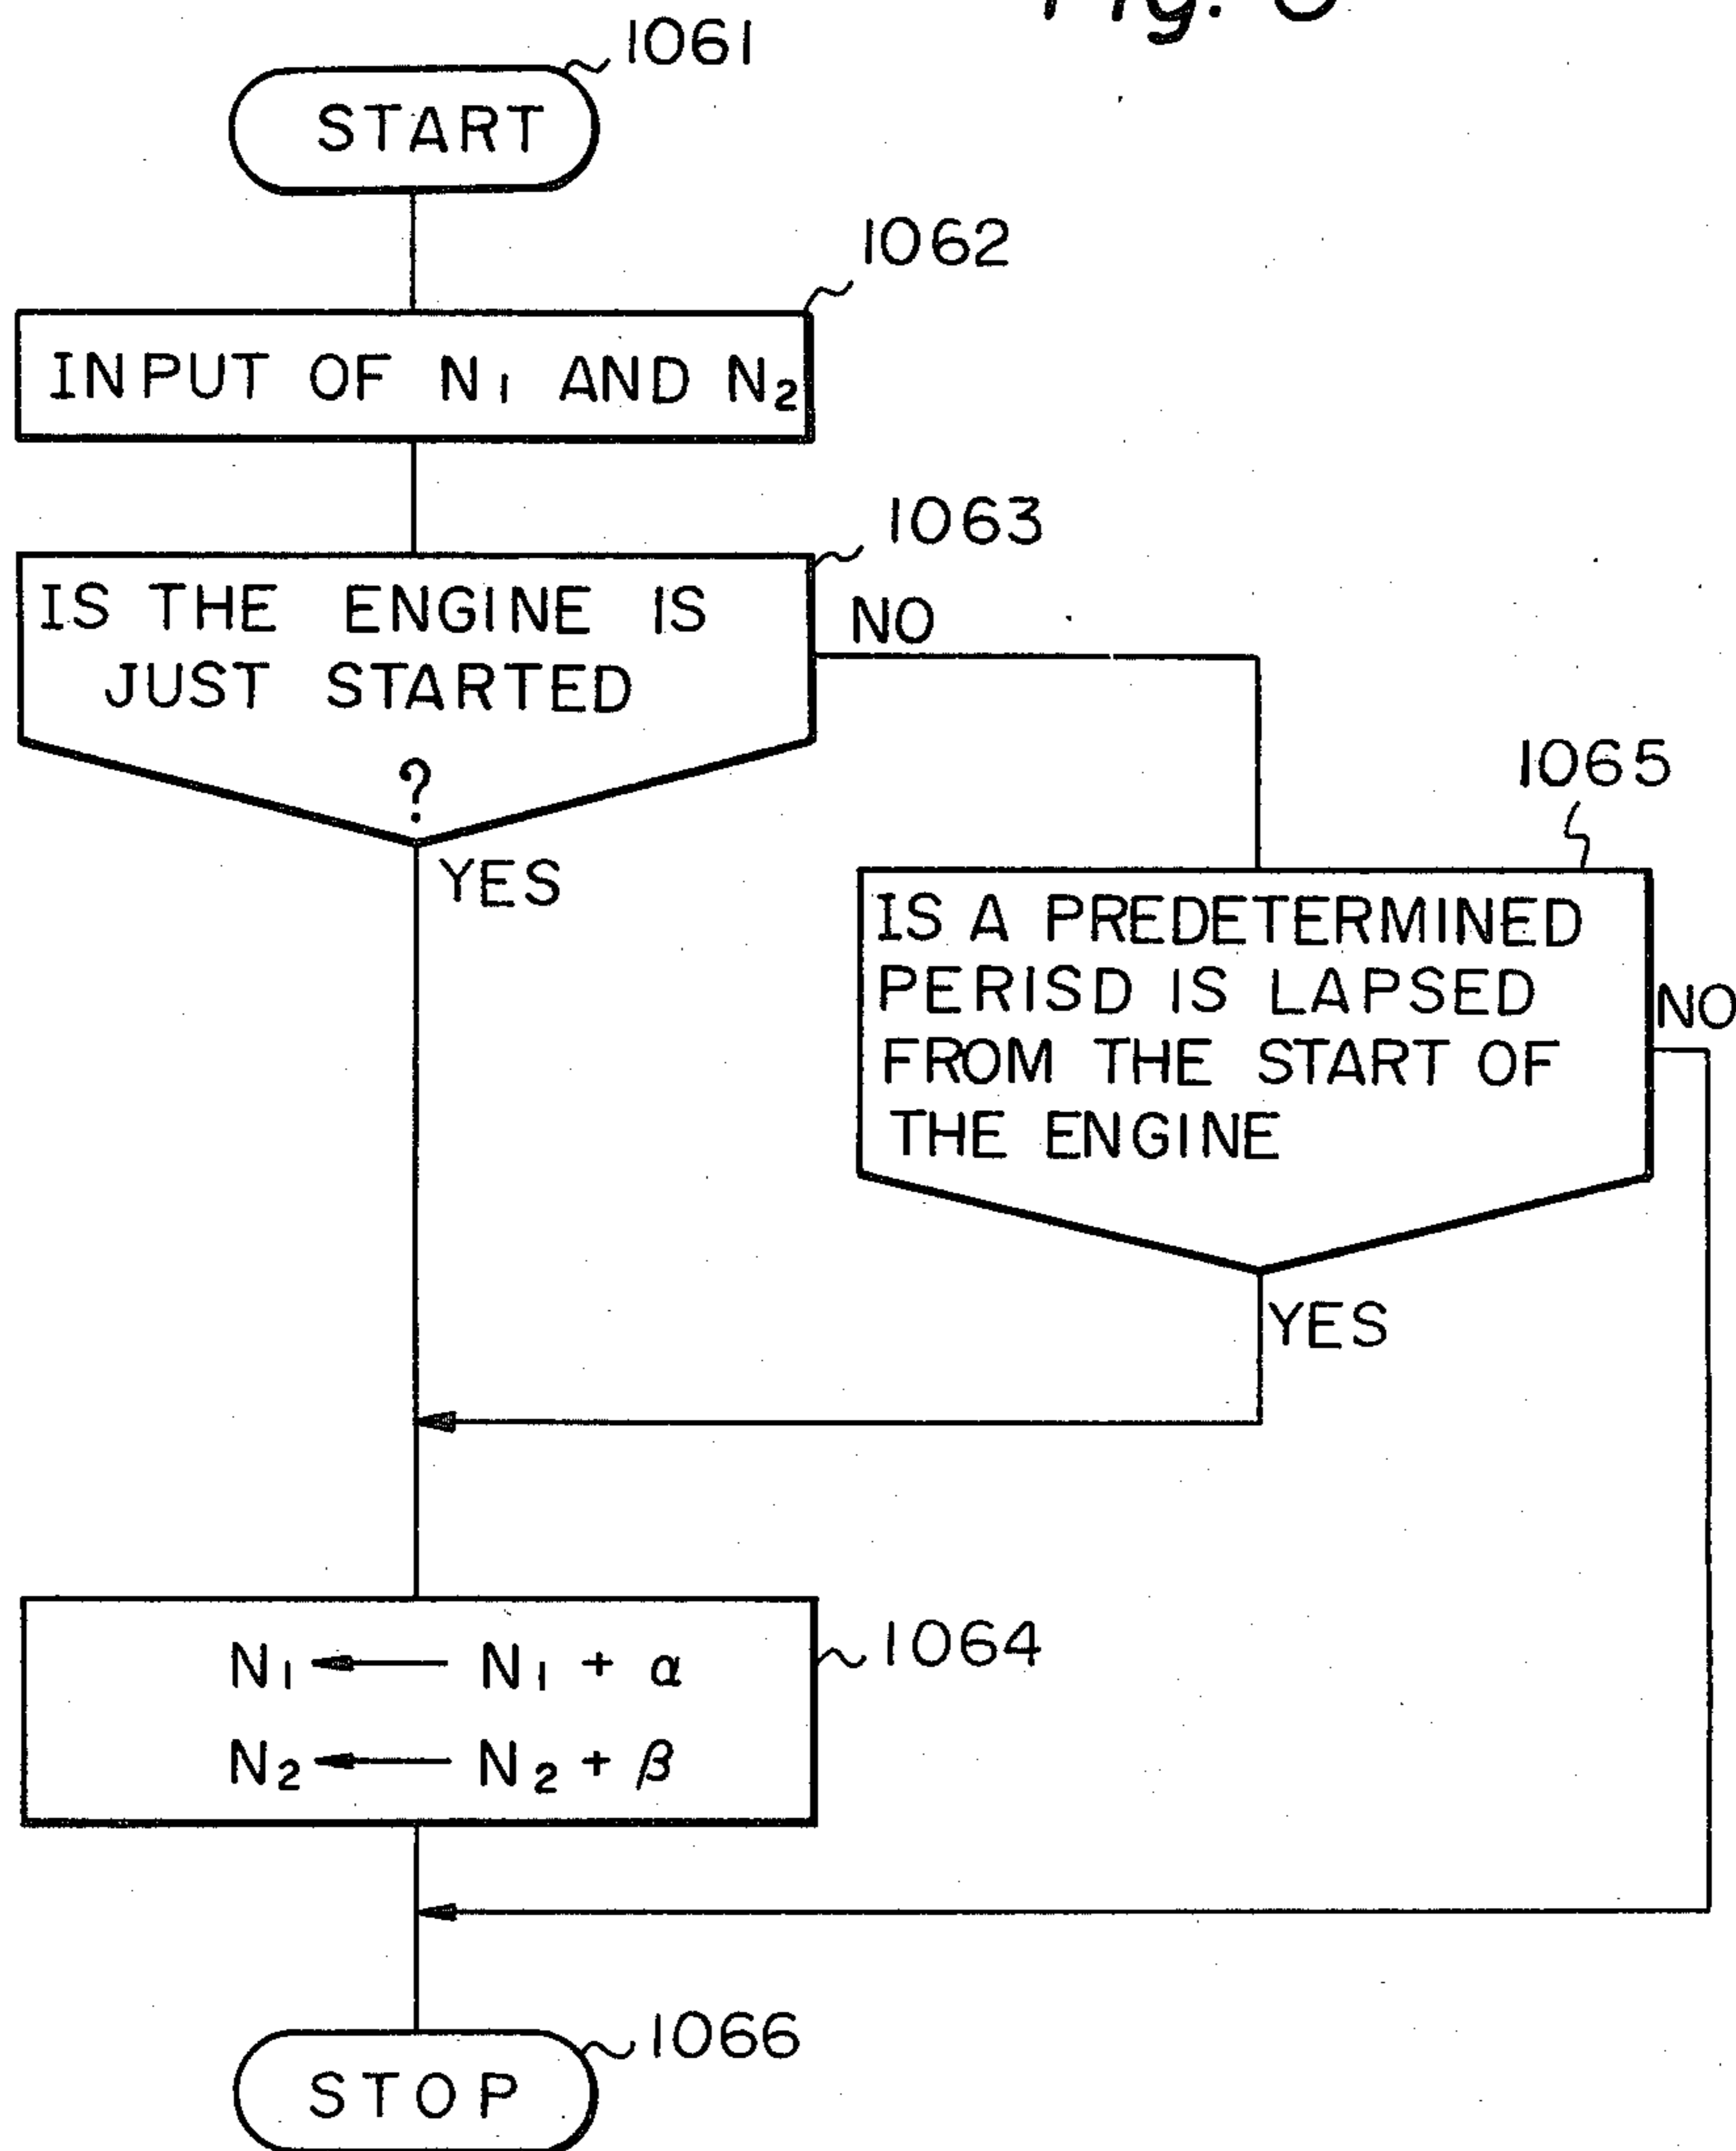 Fig.
1061
START
1062
INPUT OF N1 AND N2
1063
IS THE ENGINE IS
JUST STARTED
?
NO
YES
1065
IS A PREDETERMINED
PERISD IS LAPSED
FROM THE START OF
THE ENGINE
NO
YES
1064
N1 ← N1 + α
N2 ← N2 + β
1066
STOP